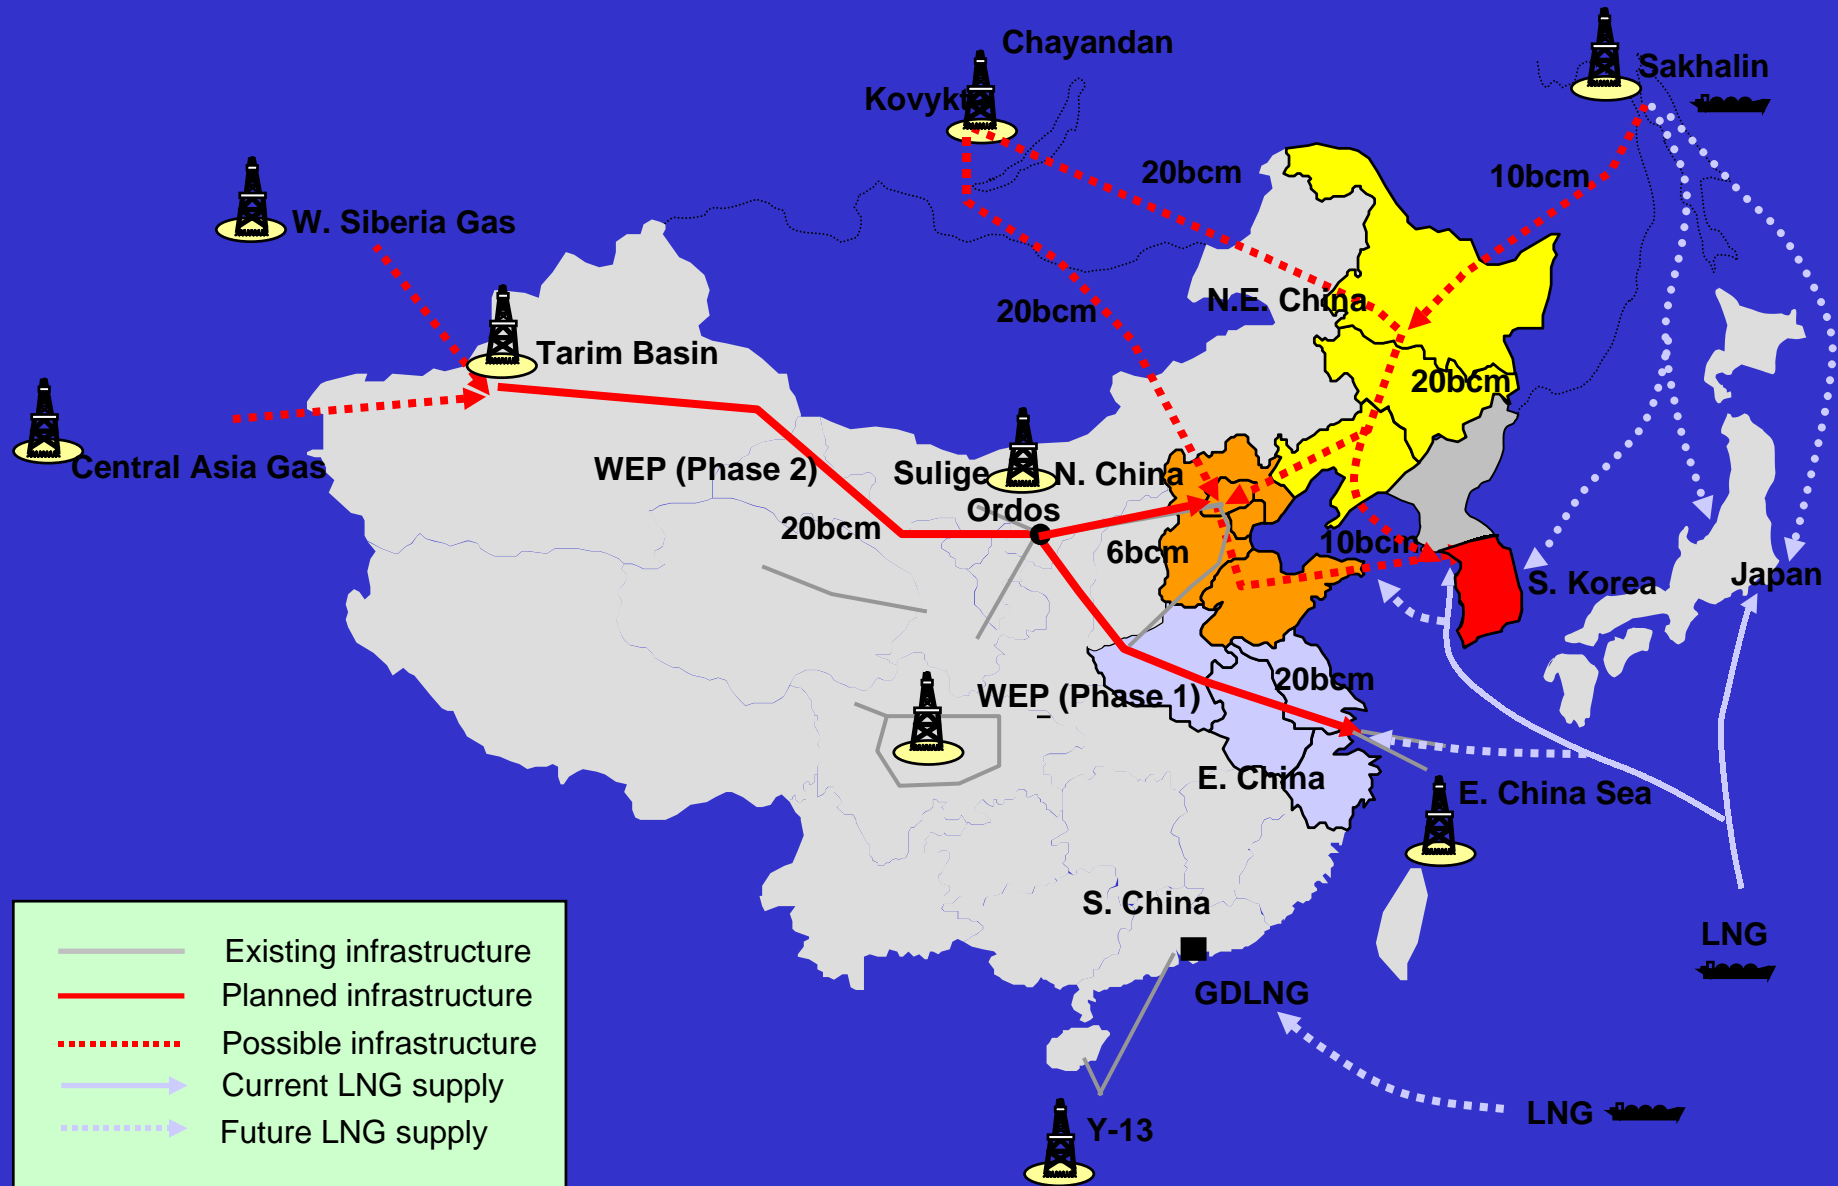 Chayandan
Sakhalin
Kovykta
20bcm
10bcm
W. Siberia Gas
N.E. China
20bcm
Tarim Basin
20bcm
Central Asia Gas
WEP (Phase 2)
Sulige
N. China
Ordos
20bcm
6bcm
10bcm
S. Korea
Japan
WEP (Phase 1)
20bcm
E. China
E. China Sea
S. China
LNG
GDLNG
LNG
Y-13
Existing infrastructure
Planned infrastructure
Possible infrastructure
Current LNG supply
Future LNG supply